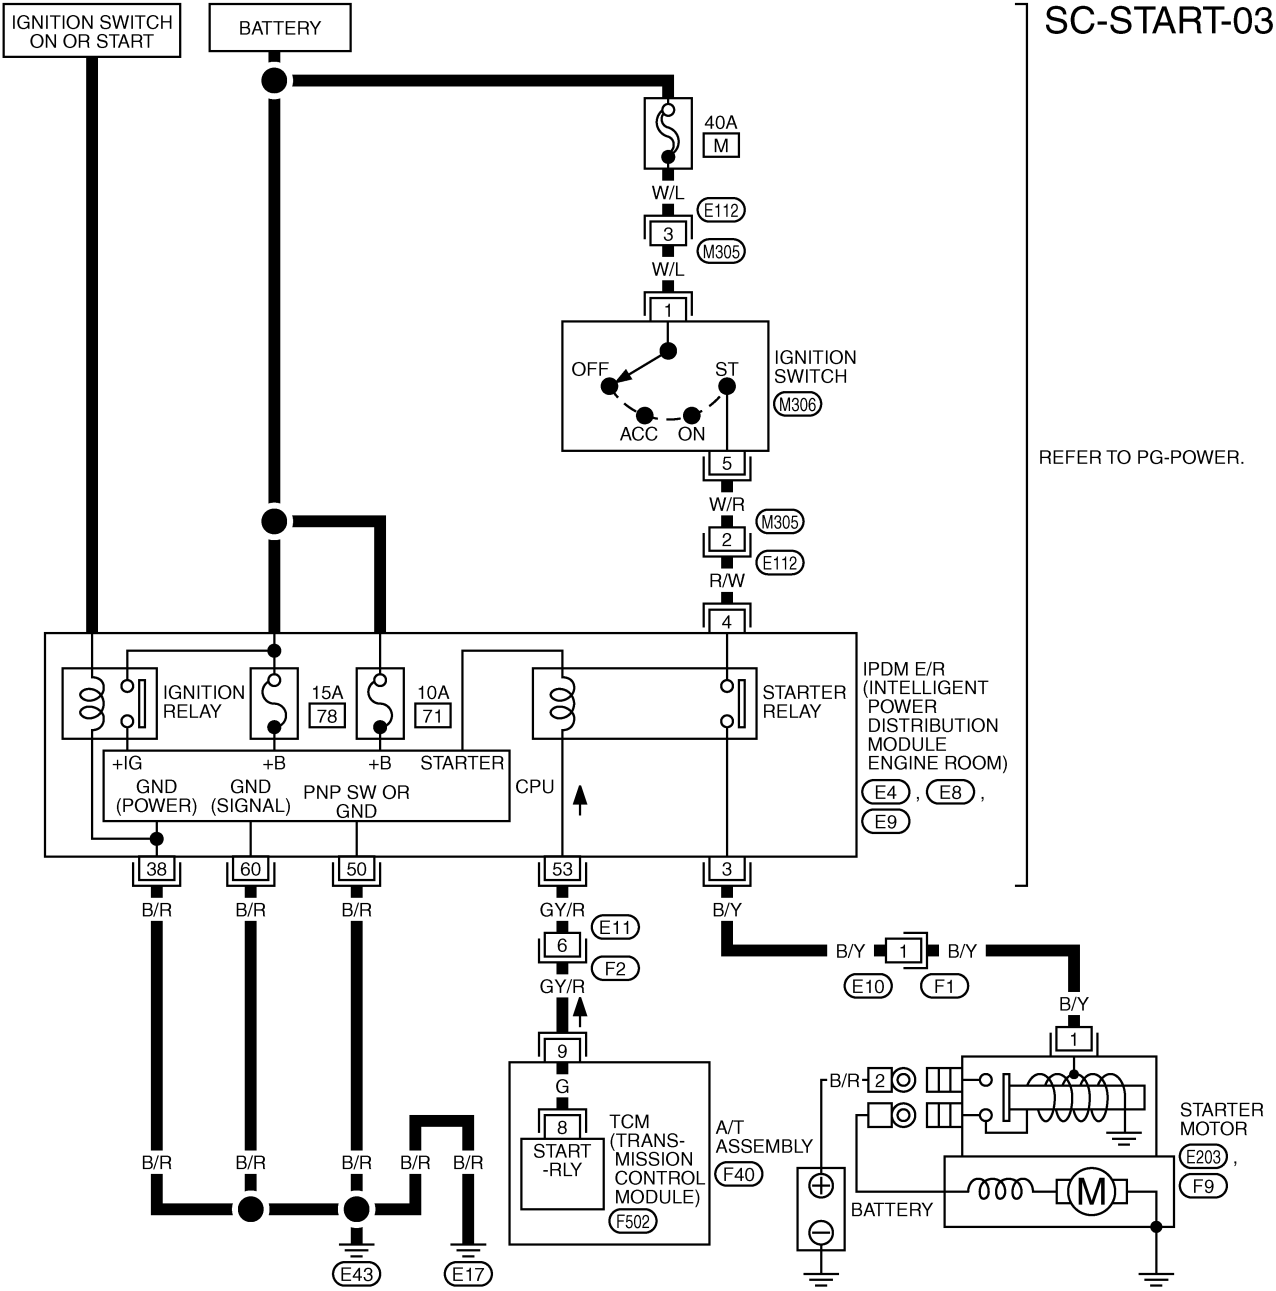 SC-START-03
IGNITION SWITCH
ON OR START
BATTERY
40A
M
W/L
E112
3
M305
W/L
1
OFF
ST
ACC
ON
IGNITION
SWITCH
M306
5
REFER TO PG-POWER.
W/R
M305
2
E112
R/W
4
IGNITION
RELAY
15A
78
10A
71
STARTER
RELAY
IPDM E/R
(INTELLIGENT
POWER
DISTRIBUTION
MODULE
ENGINE ROOM)
E4 , E8 ,
E9
+IG
+B
+B
STARTER
GND
(POWER)
GND
(SIGNAL)
PNP SW OR
GND
CPU
38
60
50
53
3
B/R
B/R
B/R
GY/R
B/Y
E11
6
F2
GY/R
B/Y
1
B/Y
E10
F1
B/Y
1
9
G
8
START
-RLY
TCM
(TRANS-
MISSION
CONTROL
MODULE)
F502
A/T
ASSEMBLY
F40
B/R
2
STARTER
MOTOR
E203 ,
F9
M
+
−
BATTERY
B/R
B/R
B/R
B/R
B/R
E43
E17